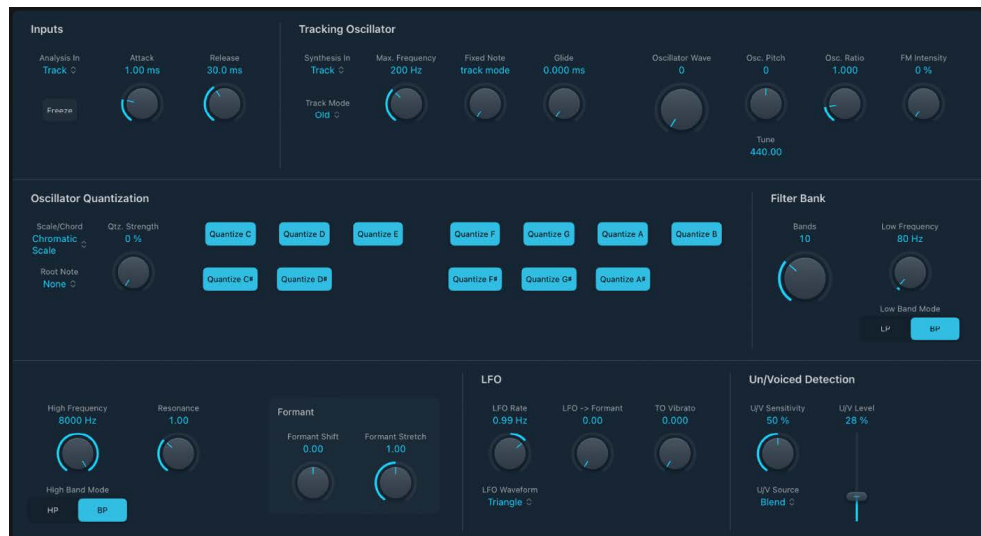 Inputs
Tracking Oscillator
Analysis In
Track
Attack
1.00 ms
Release
30.0 ms
Freeze
Synthesis In
Track
Max. Frequency
200 Hz
Fixed Note
track mode
Glide
0.000 ms
Oscillator Wave
0
Osc. Pitch
0
Osc. Ratio
1.000
FM Intensity
0 %
Track Mode
Old
Tune
440.00
Oscillator Quantization
Scale/Chord
Chromatic
Scale
Qtz. Strength
0 %
Root Note
None
Quantize C
Quantize D
Quantize E
Quantize F
Quantize G
Quantize A
Quantize B
Quantize C#
Quantize D#
Quantize F#
Quantize G#
Quantize A#
Filter Bank
Bands
10
Low Frequency
80 Hz
Low Band Mode
LP
BP
High Frequency
8000 Hz
Resonance
1.00
High Band Mode
HP
BP
Formant
Formant Shift
0.00
Formant Stretch
1.00
LFO
LFO Rate
0.99 Hz
LFO -> Formant
0.00
TO Vibrato
0.000
LFO Waveform
Triangle
Un/Voiced Detection
U/V Sensitivity
50 %
U/V Level
28 %
U/V Source
Blend